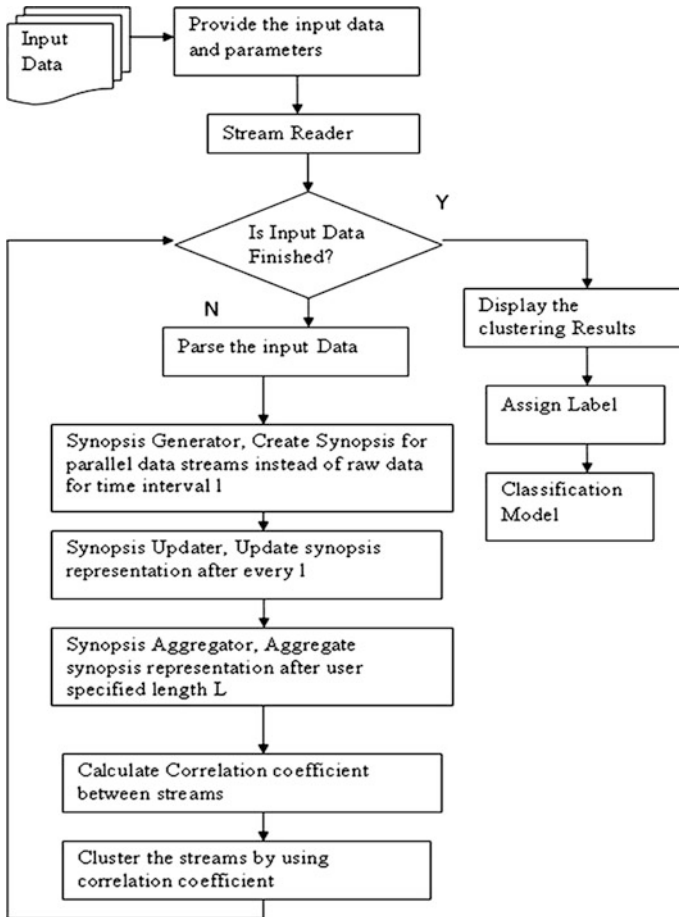 Input
Data
Provide the input data
and parameters
Stream Reader
Is Input Data
Finished?
Y
N
Parse the input Data
Synopsis Generator, Create Synopsis for
parallel data streams instead of raw data
for time interval l
Synopsis Updater, Update synopsis
representation after every l
Synopsis Aggregator, Aggregate
synopsis representation after user
specified length L
Calculate Correlation coefficient
between streams
Cluster the streams by using
correlation coefficient
Display the
clustering Results
Assign Label
Classification
Model